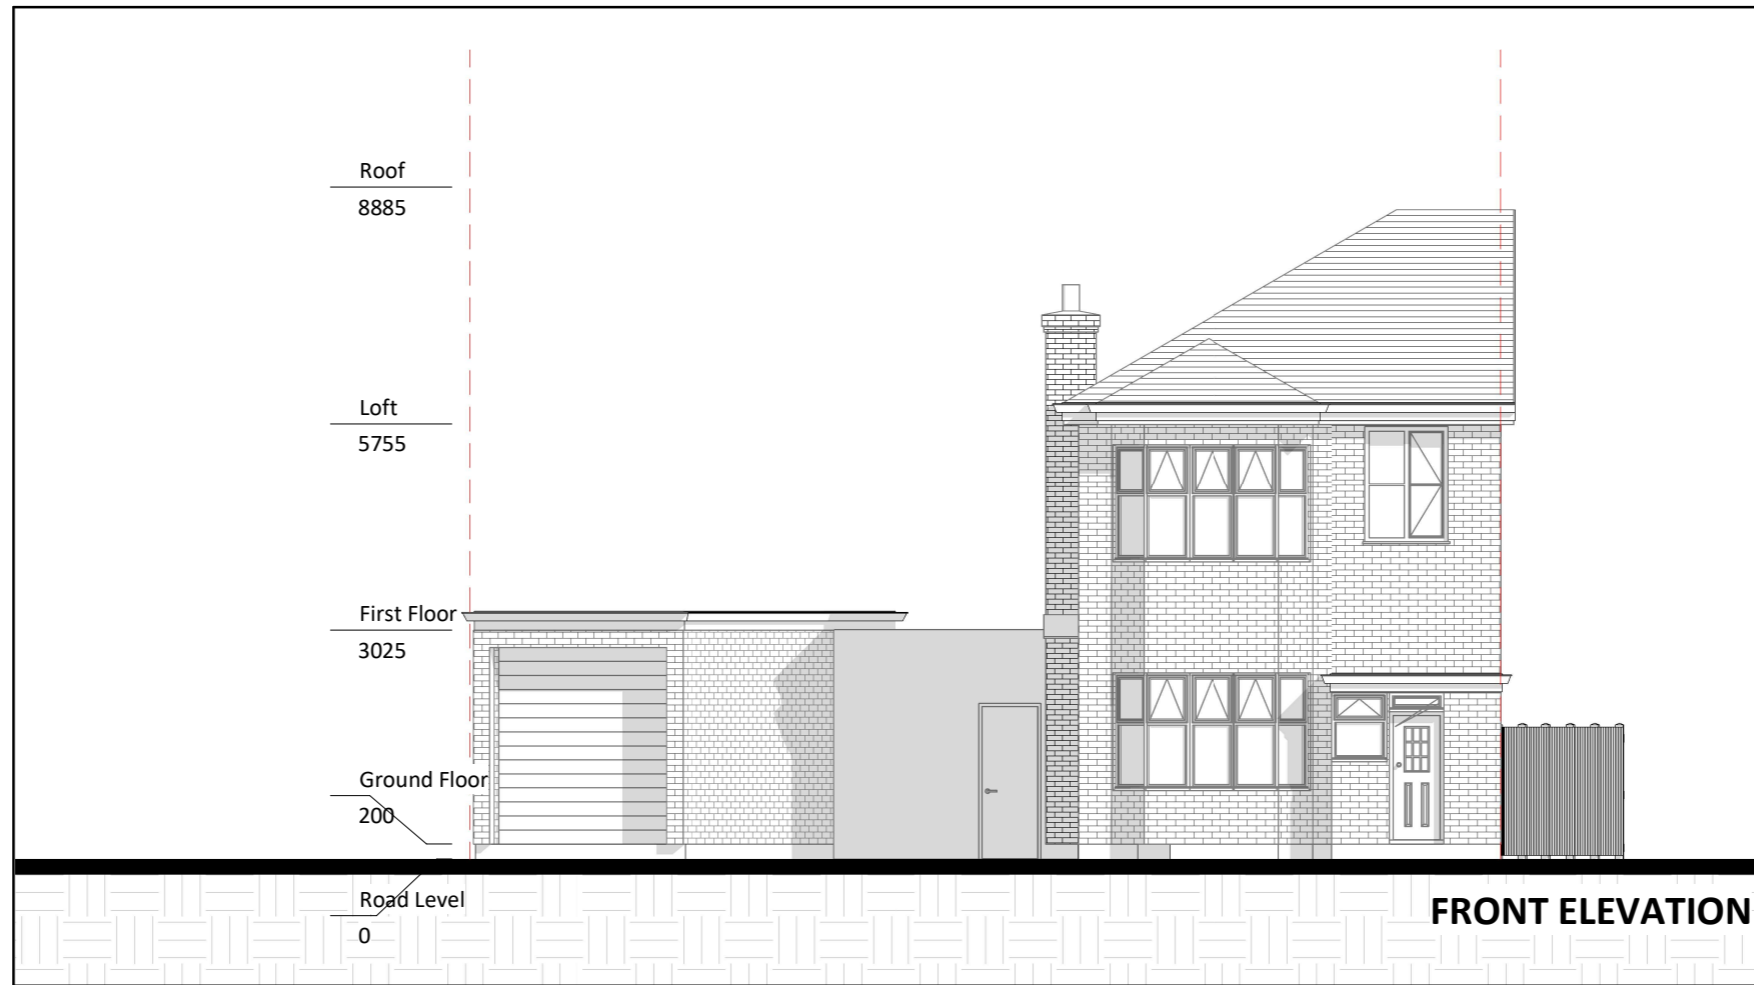 Roof
8885
Loft
5755
First Floor
3025
Ground Floor
200
Road Level
0
FRONT ELEVATION